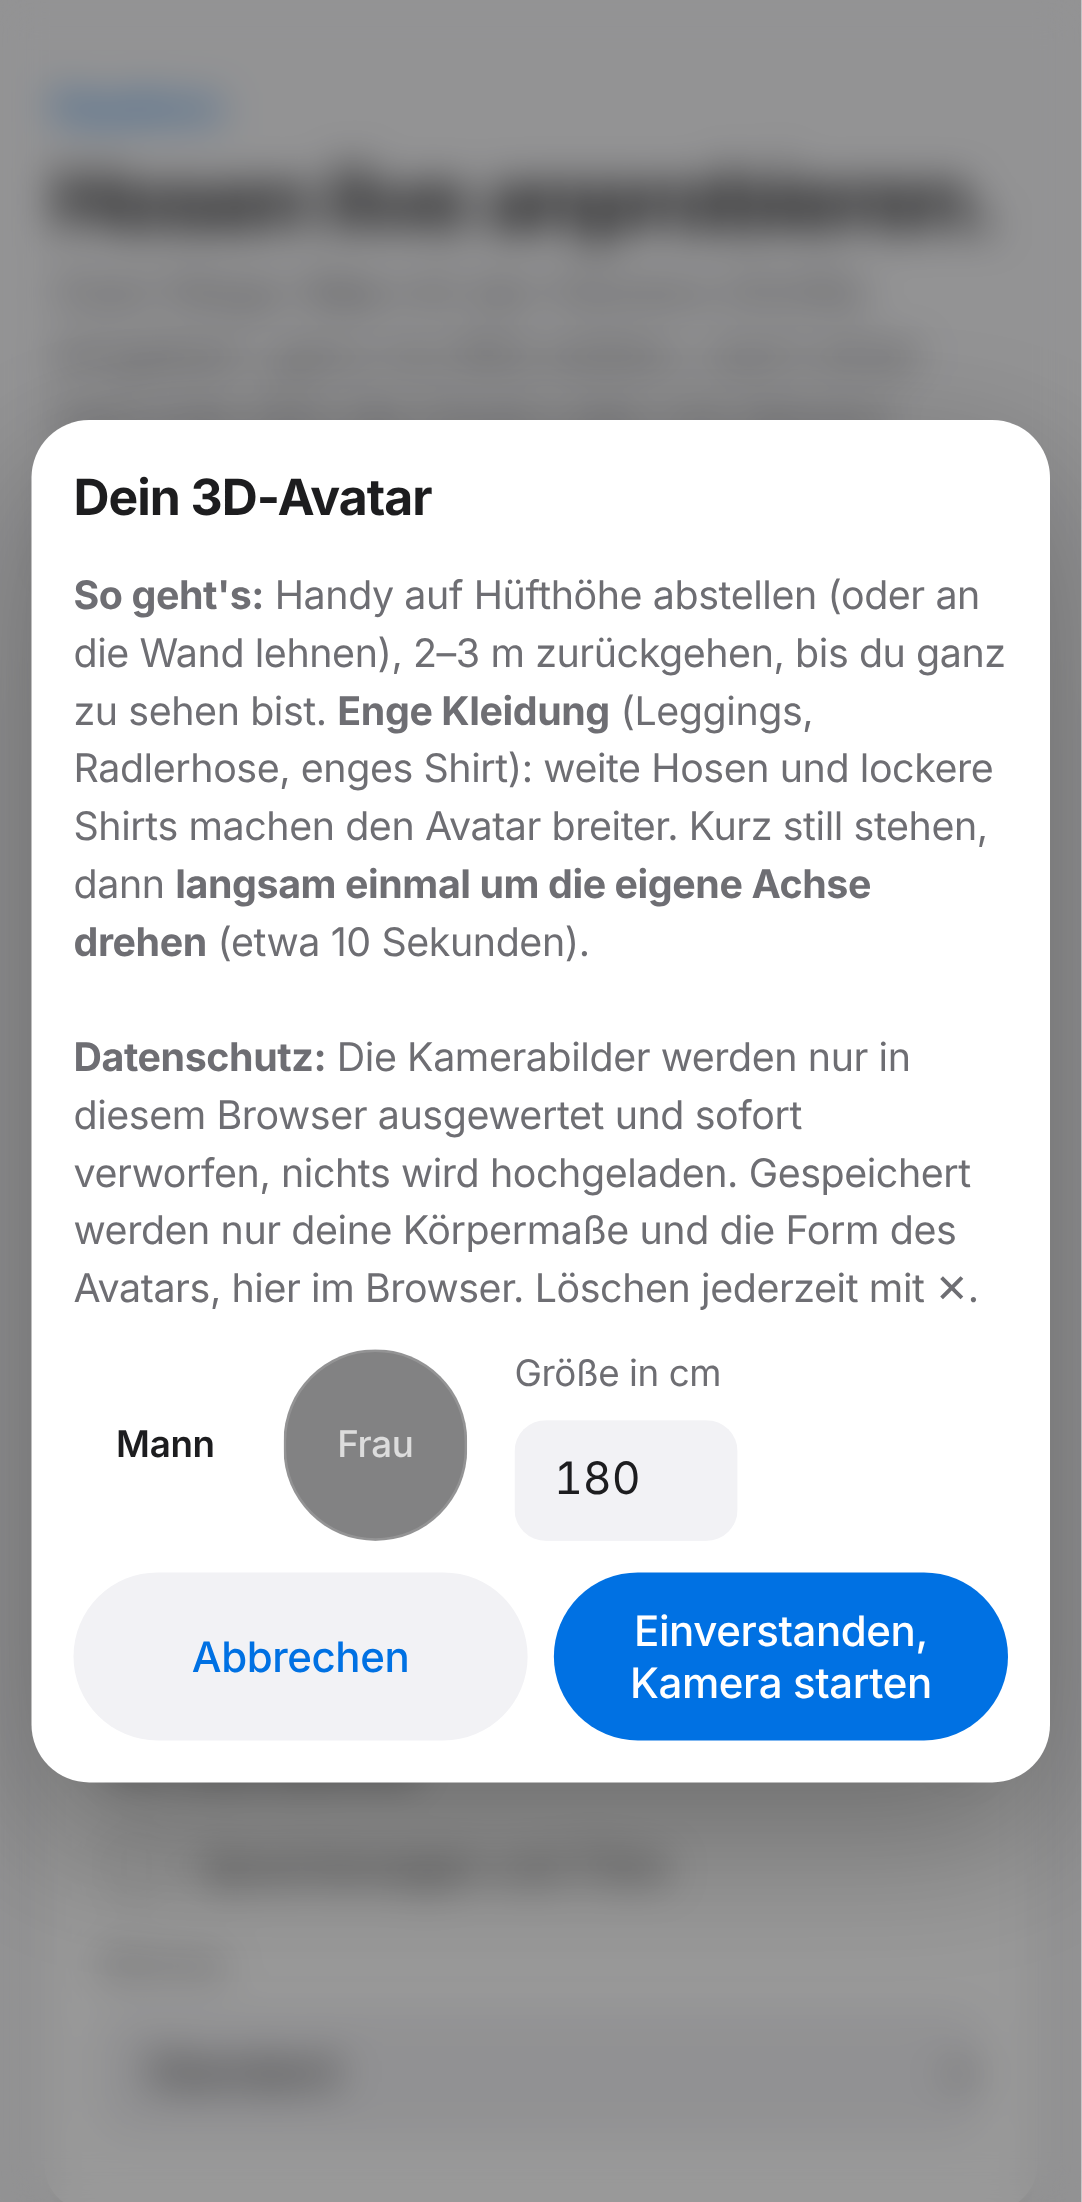 Dein 3D-Avatar
So geht's: Handy auf Hüfthöhe abstellen (oder an
die Wand lehnen), 2–3 m zurückgehen, bis du ganz
zu sehen bist. Enge Kleidung (Leggings,
Radlerhose, enges Shirt): weite Hosen und lockere
Shirts machen den Avatar breiter. Kurz still stehen,
dann langsam einmal um die eigene Achse
drehen (etwa 10 Sekunden).
Datenschutz: Die Kamerabilder werden nur in
diesem Browser ausgewertet und sofort
verworfen, nichts wird hochgeladen. Gespeichert
werden nur deine Körpermaße und die Form des
Avatars, hier im Browser. Löschen jederzeit mit ✕.
Mann
Frau
Größe in cm
180
Abbrechen
Einverstanden,
Kamera starten